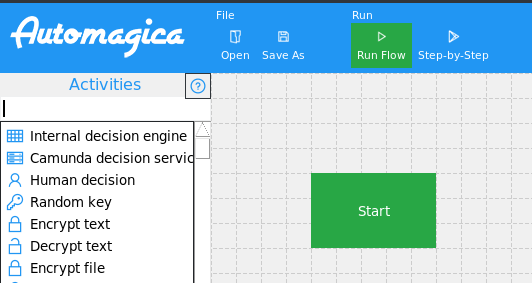 Automagica
File
Run
Open
Save As
Run Flow
Step-by-Step
Activities
Internal decision engine
Camunda decision servic
Human decision
Random key
Encrypt text
Decrypt text
Encrypt file
Start